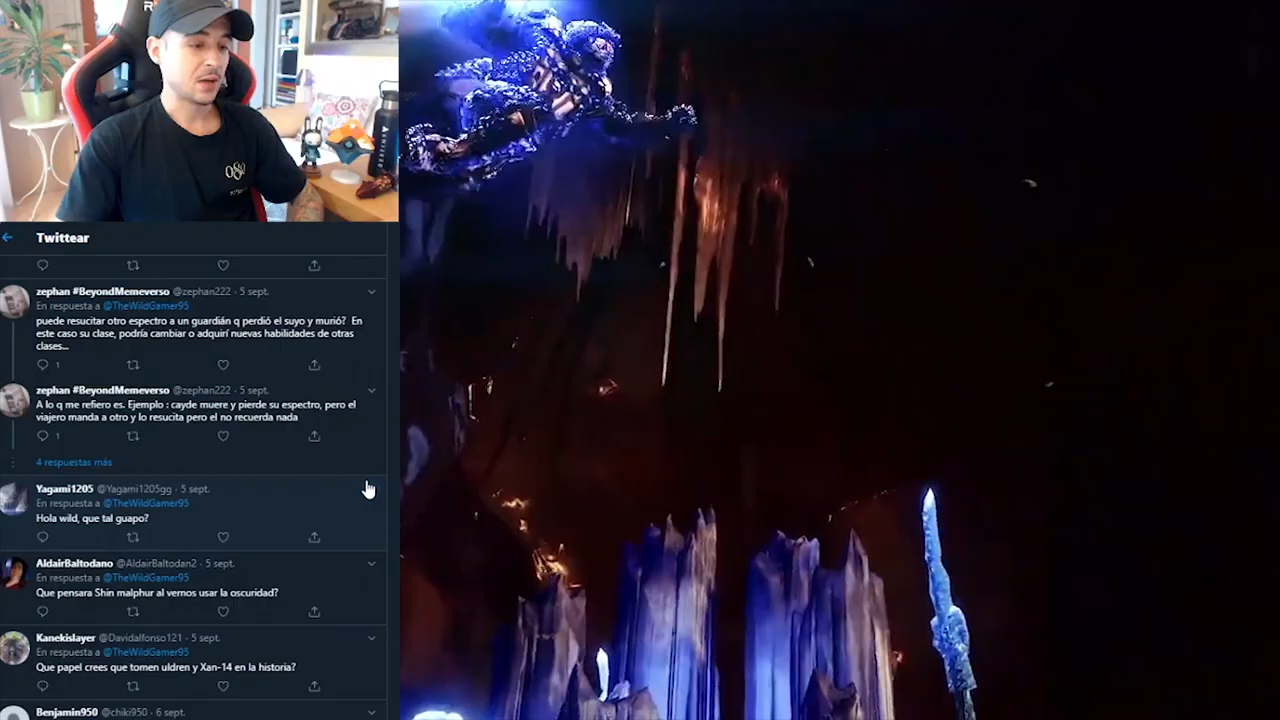 R
080
DESTINY
Twittear
zephan #BeyondMemeverso @zephan222 · 5 sept.
En respuesta a @TheWildGamer95
puede resucitar otro espectro a un guardián q perdió el suyo y murió? En
este caso su clase, podría cambiar o adquirí nuevas habilidades de otras
clases...
1
zephan #BeyondMemeverso @zephan222 · 5 sept.
En respuesta a @TheWildGamer95
A lo q me refiero es. Ejemplo : cayde muere y pierde su espectro, pero el
viajero manda a otro y lo resucita pero el no recuerda nada
1
4 respuestas más
Yagami1205 @Yagami1205gg · 5 sept.
En respuesta a @TheWildGamer95
Hola wild, que tal guapo?
AldairBaltodano @AldairBaltodan2 · 5 sept.
En respuesta a @TheWildGamer95
Que pensara Shin malphur al vernos usar la oscuridad?
Kanekislayer @Davidalfonso121 · 5 sept.
En respuesta a @TheWildGamer95
Que papel crees que tomen uldren y Xan-14 en la historia?
Benjamin950 @chiki950 · 6 sept.